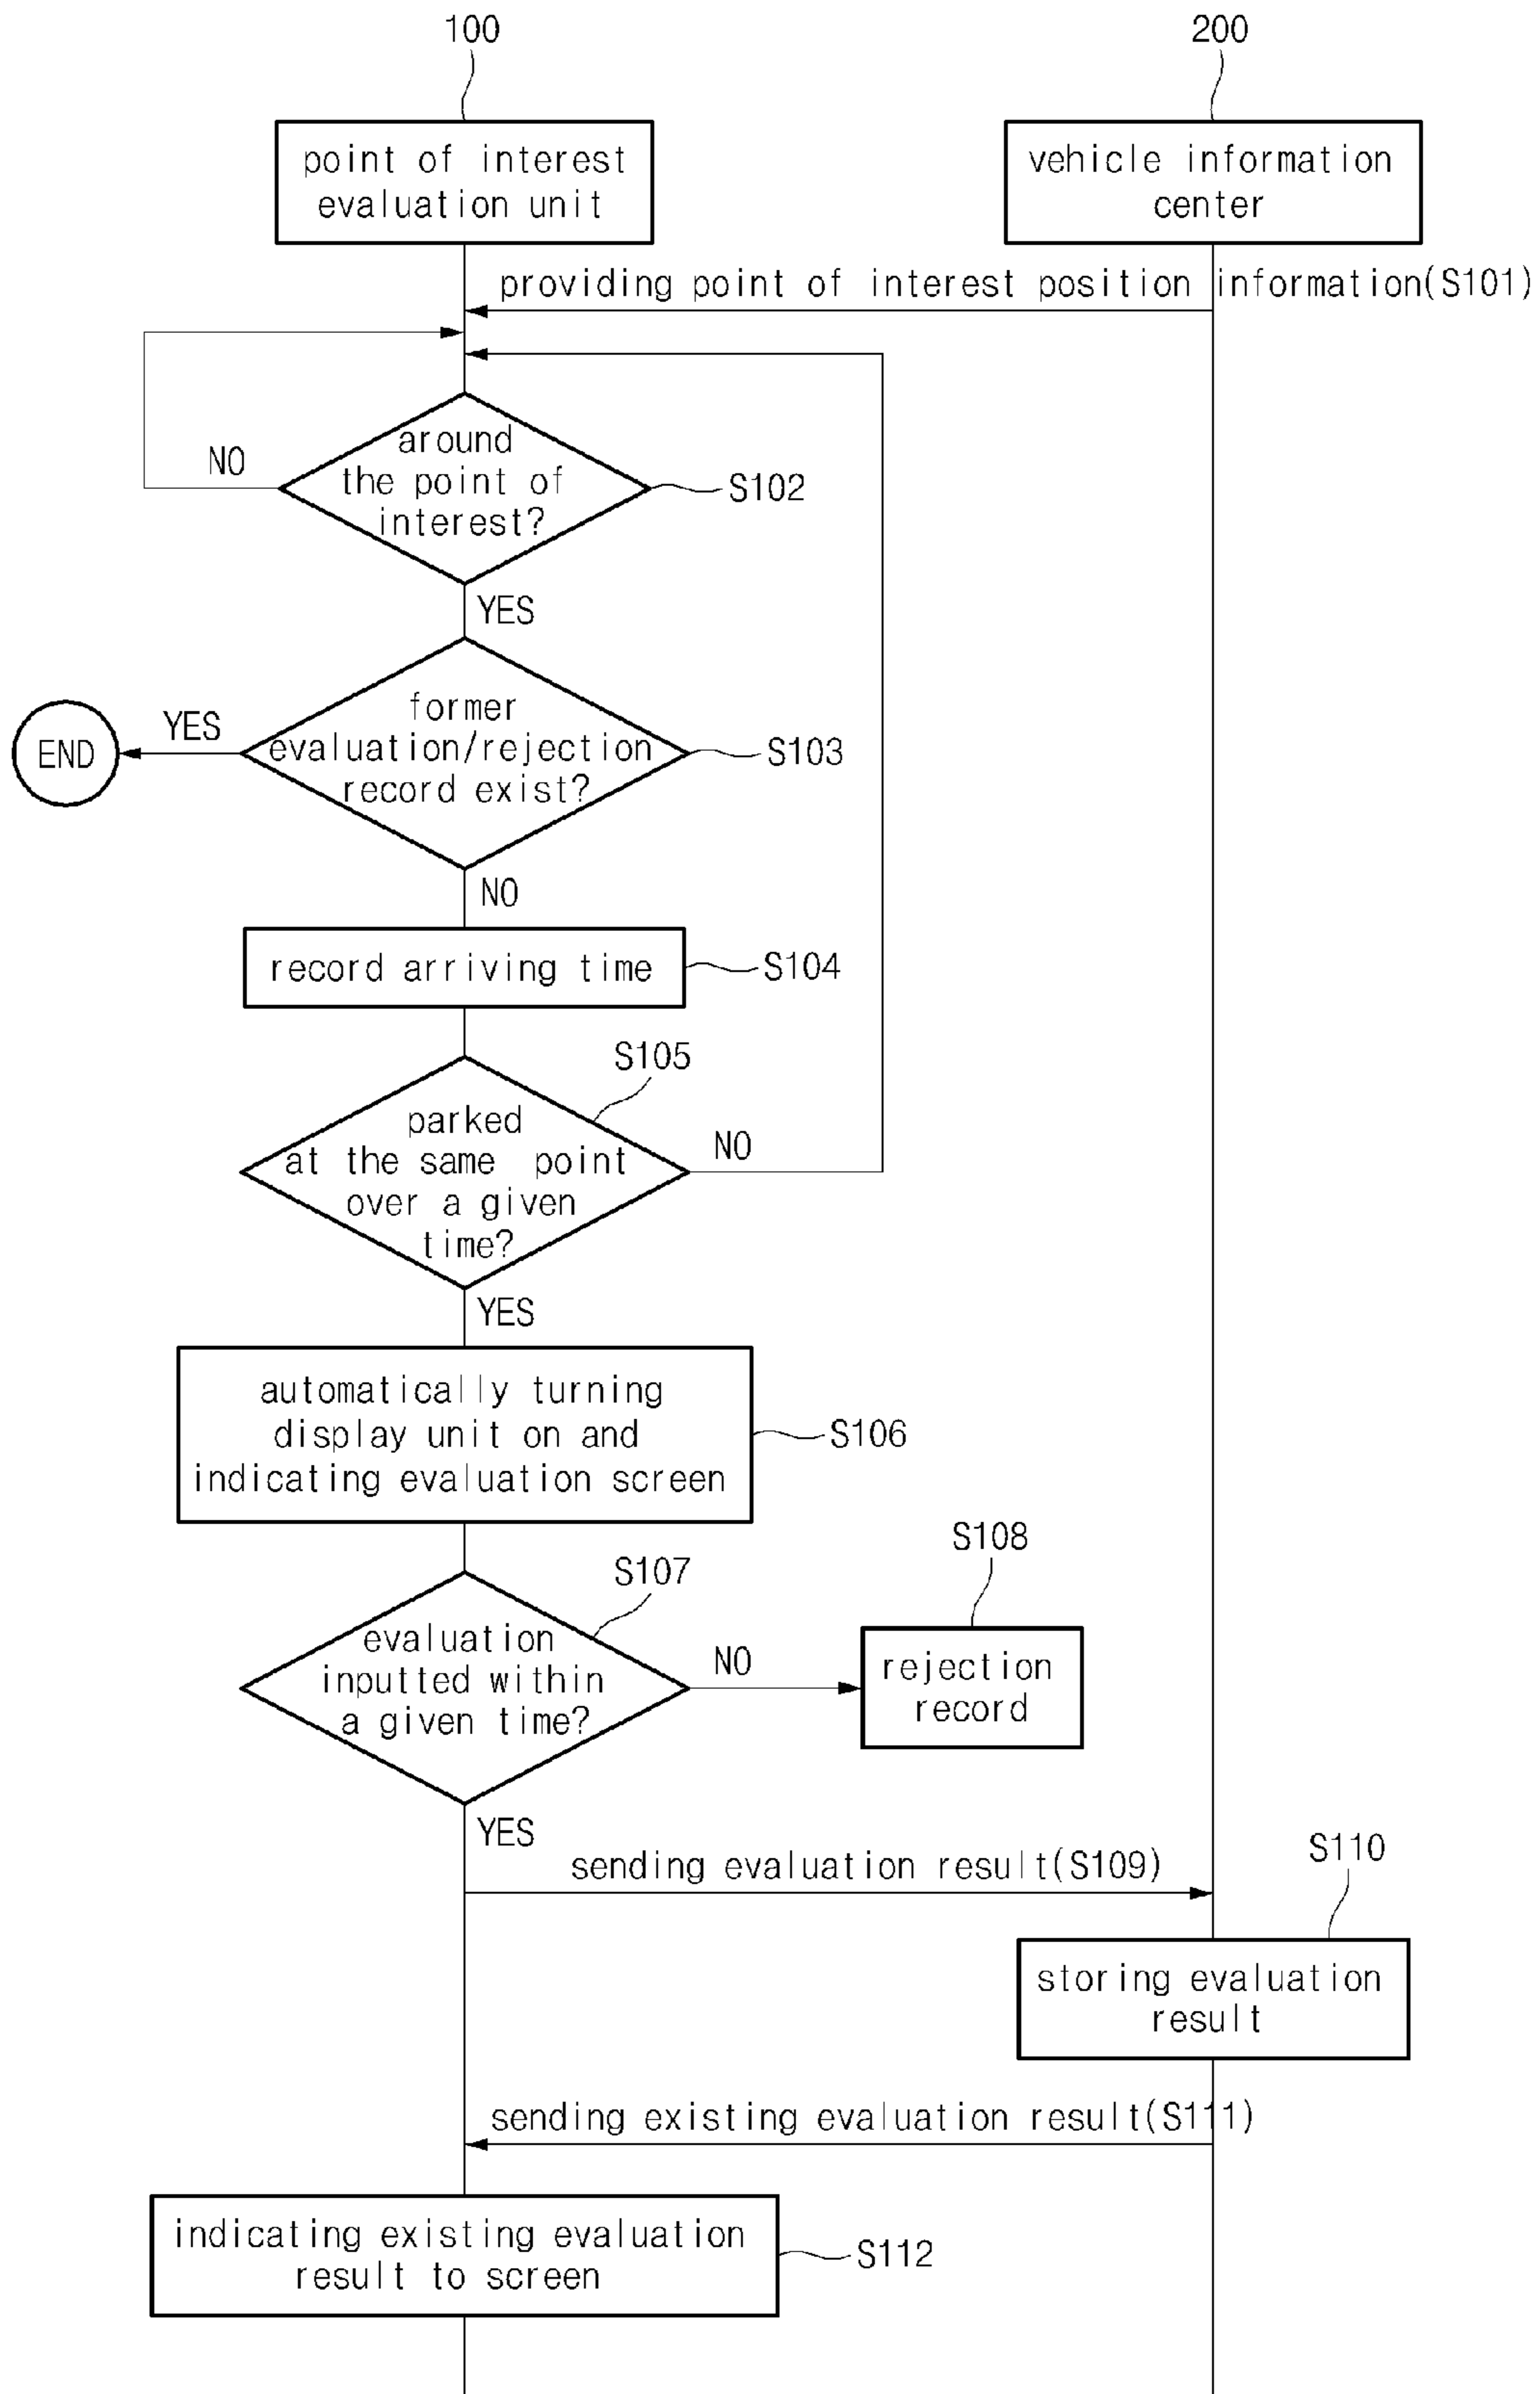 100
200
point of interest
evaluation unit
vehicle information
center
providing point of interest position information(S101)
around
the point of
interest?
NO
S102
YES
former
evaluation/rejection
record exist?
YES
END
S103
NO
record arriving time
S104
S105
parked
at the same point
over a given
time?
NO
YES
automatically turning
display unit on and
indicating evaluation screen
S106
S107
S108
evaluation
inputted within
a given time?
NO
rejection
record
YES
sending evaluation result(S109)
S110
storing evaluation
result
sending existing evaluation result(S111)
indicating existing evaluation
result to screen
S112